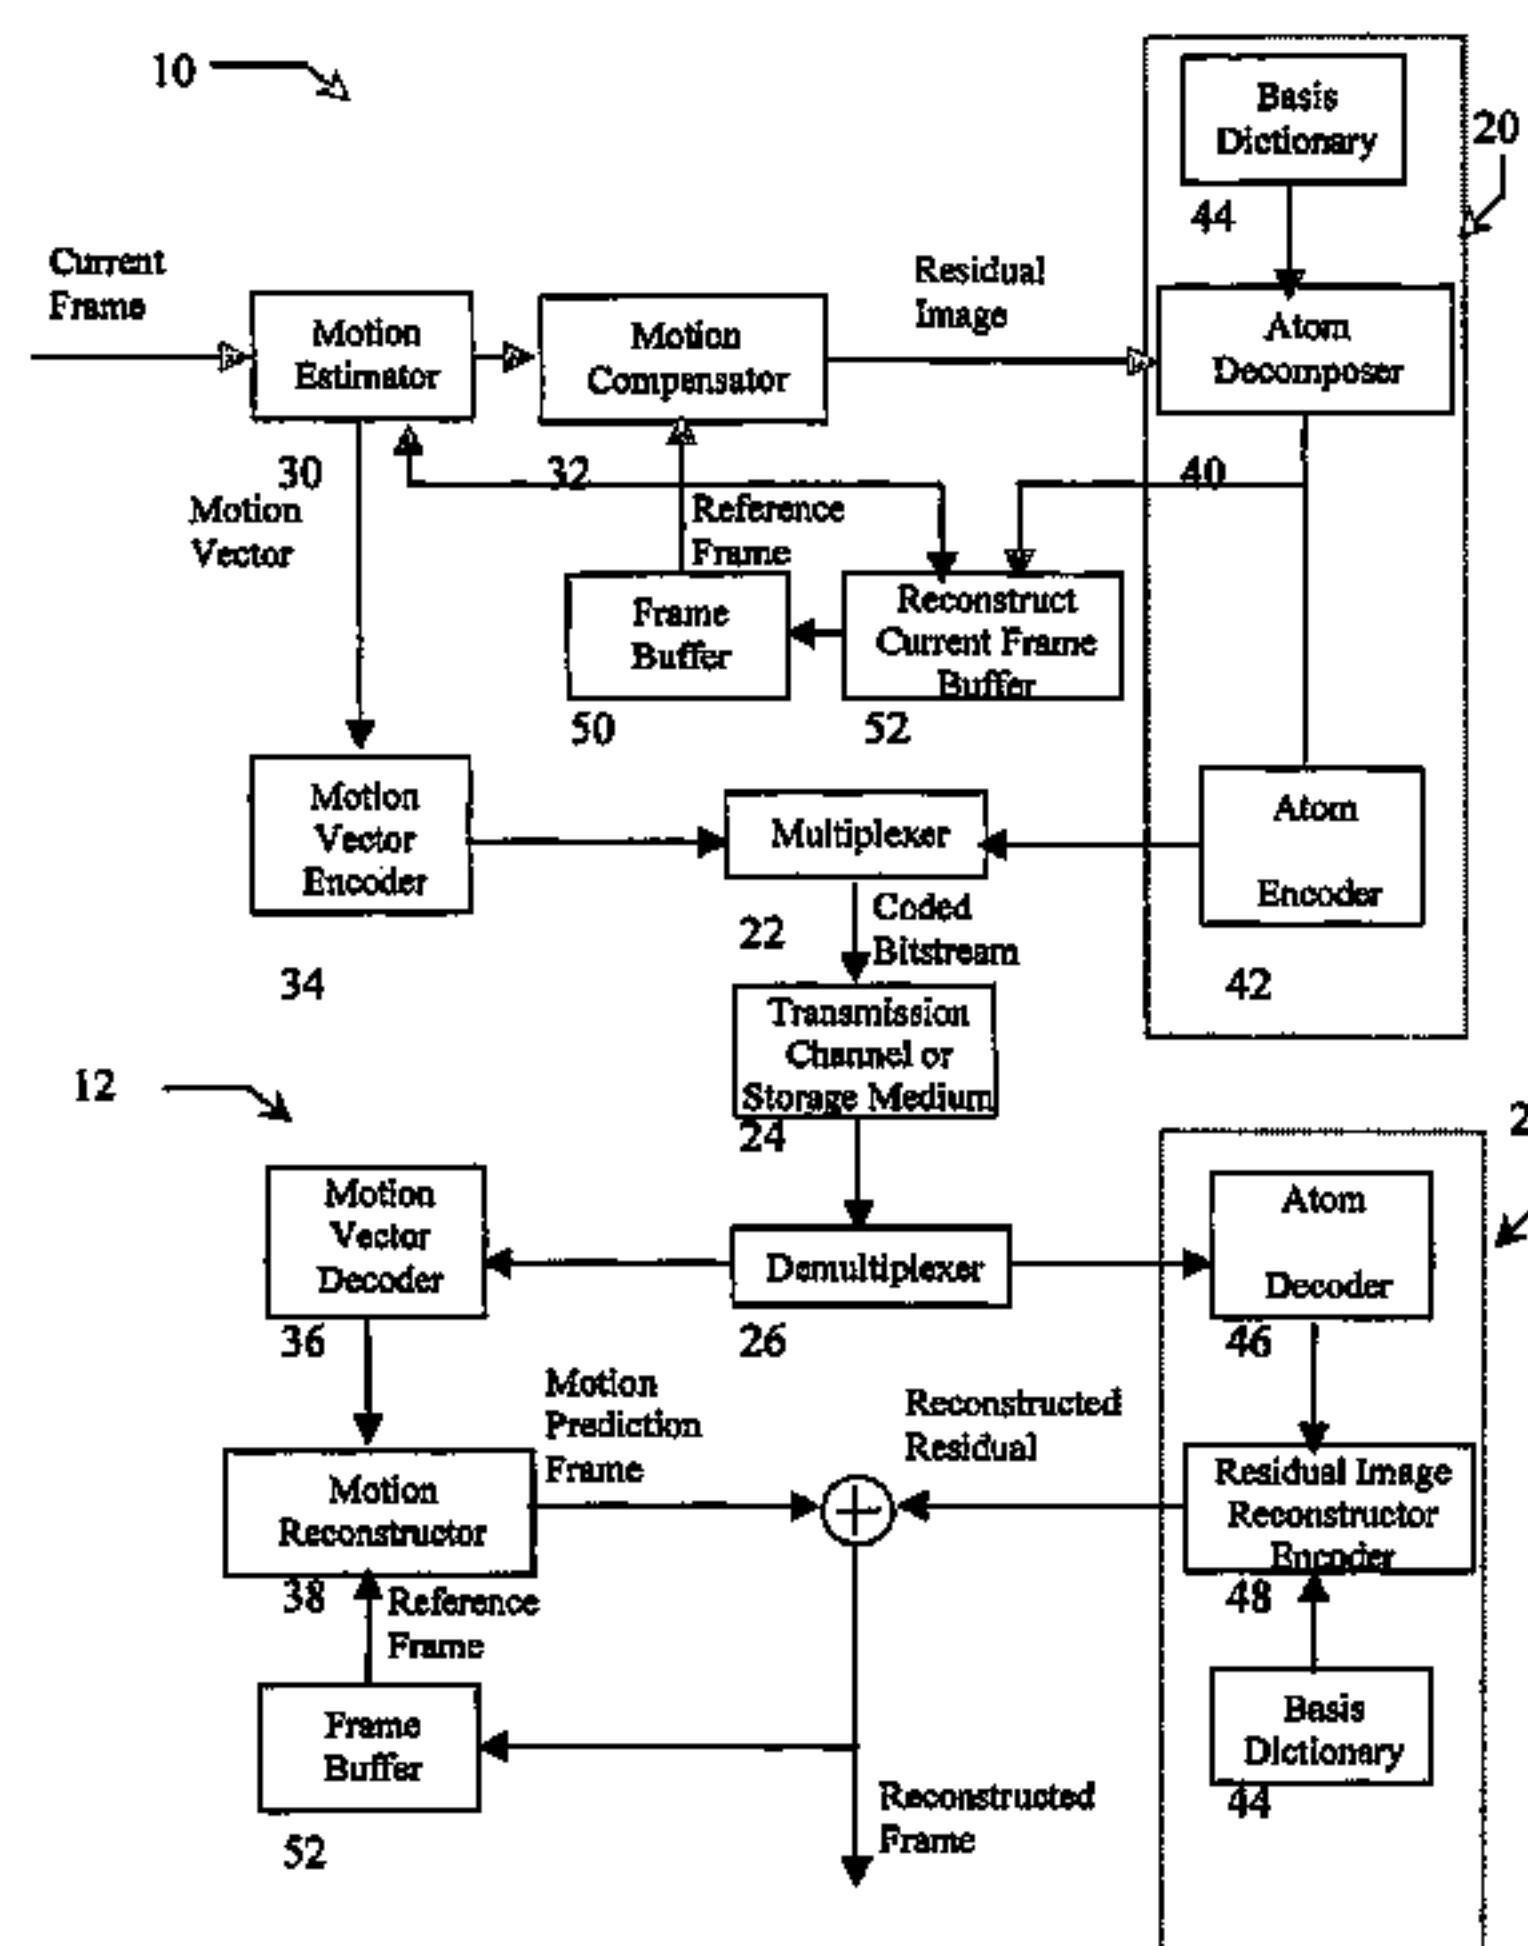 10
Basis
Dictionary
20
44
Current
Frame
Residual
Image
Motion
Estimator
Motion
Compensator
Atom
Decomposer
30
32
40
Motion
Vector
Reference
Frame
Frame
Buffer
Reconstruct
Current Frame
Buffer
50
52
Motion
Vector
Encoder
Multiplexer
Atom
Encoder
22
Coded
Bitstream
34
42
Transmission
Channel or
Storage Medium
12
24
2
Motion
Vector
Decoder
Demultiplexer
Atom
Decoder
36
26
46
Motion
Prediction
Frame
Reconstructed
Residual
Motion
Reconstructor
Residual Image
Reconstructor
Encoder
38
Reference
Frame
48
Frame
Buffer
Basis
Dictionary
44
Reconstructed
Frame
52